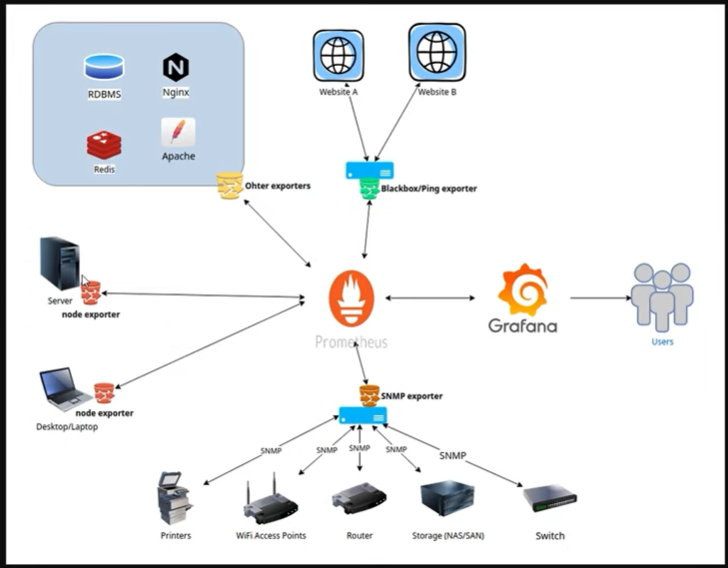 RDBMS
Nginx
Redis
Apache
Ohter exporters
Website A
Website B
Blackbox/Ping exporter
Server
node exporter
Prometheus
Grafana
Users
node exporter
Desktop/Laptop
SNMP exporter
SNMP
SNMP
SNMP
SNMP
SNMP
Printers
WiFi Access Points
Router
Storage (NAS/SAN)
Switch